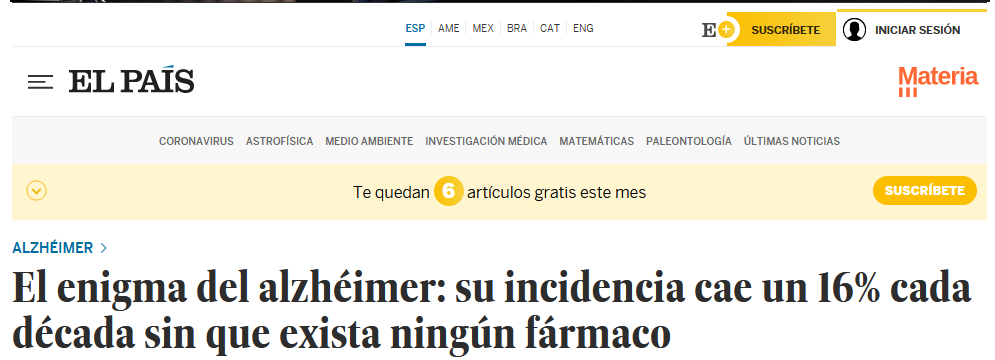 ESP AME MEX BRA CAT ENG
E+ SUSCRÍBETE INICIAR SESIÓN
EL PAÍS
Materia
CORONAVIRUS ASTROFÍSICA MEDIO AMBIENTE INVESTIGACIÓN MÉDICA MATEMÁTICAS PALEONTOLOGÍA ÚLTIMAS NOTICIAS
Te quedan 6 artículos gratis este mes
SUSCRÍBETE
ALZHÉIMER
El enigma del alzhéimer: su incidencia cae un 16% cada
década sin que exista ningún fármaco